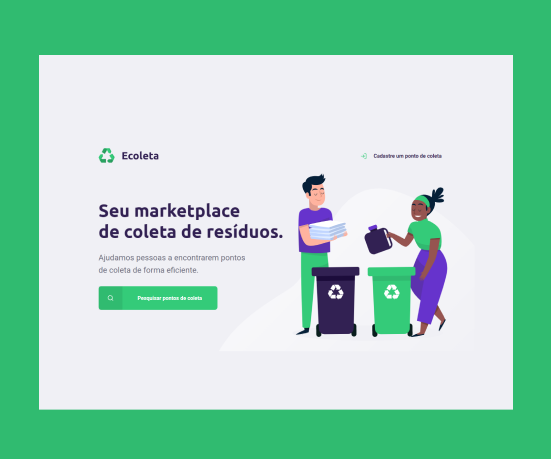 Ecoleta
Cadastre um ponto de coleta
Seu marketplace
de coleta de resíduos.
Ajudamos pessoas a encontrarem pontos
de coleta de forma eficiente.
Pesquisar pontos de coleta